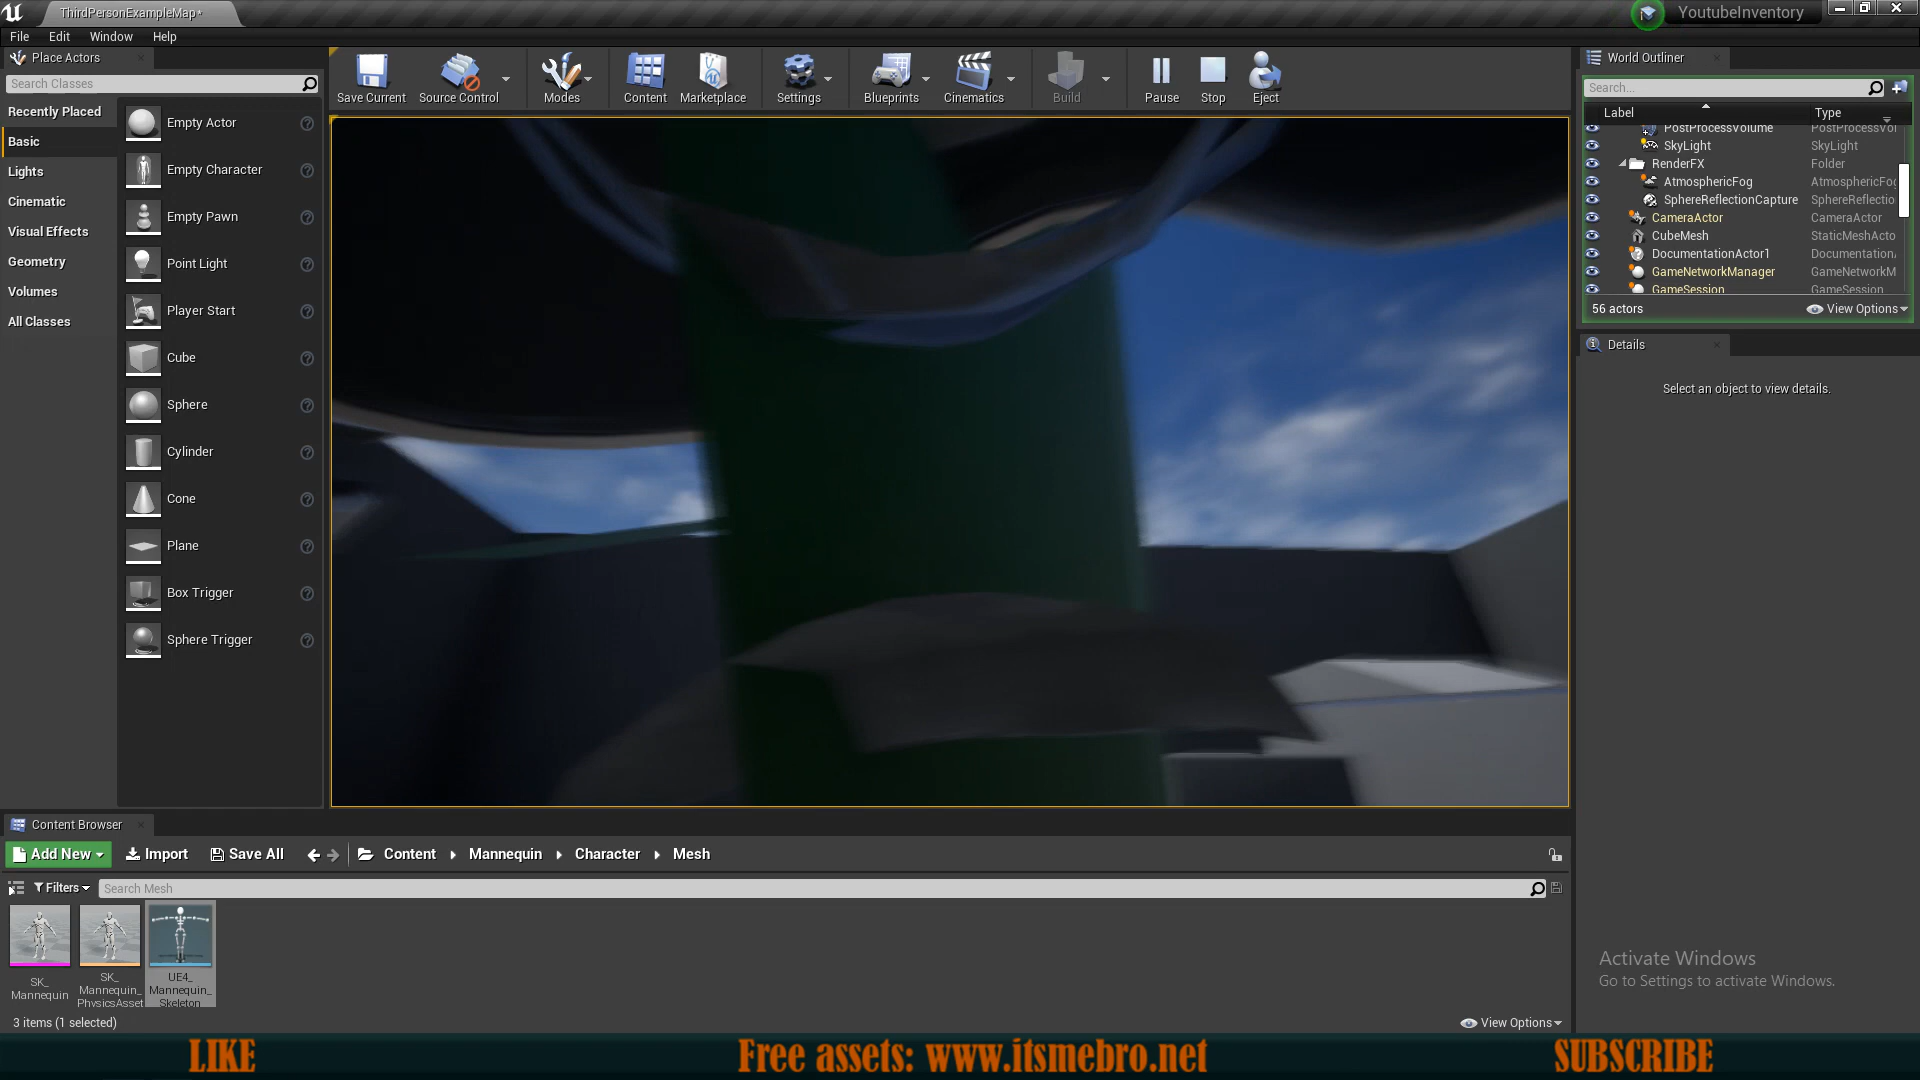 ThirdPersonExampleMap*
YoutubeInventory
File Edit Window Help
Place Actors
Search Classes
Recently Placed
Basic
Lights
Cinematic
Visual Effects
Geometry
Volumes
All Classes
Empty Actor
Empty Character
Empty Pawn
Point Light
Player Start
Cube
Sphere
Cylinder
Cone
Plane
Box Trigger
Sphere Trigger
Save Current Source Control Modes Content Marketplace Settings Blueprints Cinematics Build Pause Stop Eject
World Outliner
Search...
Label Type
PostProcessVolume PostProcessVol
SkyLight SkyLight
RenderFX Folder
AtmosphericFog AtmosphericFog
SphereReflectionCapture SphereReflectio
CameraActor CameraActor
CubeMesh StaticMeshActo
DocumentationActor1 Documentation
GameNetworkManager GameNetworkM
GameSession GameSession
56 actors View Options
Details
Select an object to view details.
Content Browser
Add New Import Save All Content Mannequin Character Mesh
Filters Search Mesh
SK_
Mannequin
SK_
Mannequin_
PhysicsAsset
UE4_
Mannequin_
Skeleton
3 items (1 selected) View Options
Activate Windows
Go to Settings to activate Windows.
LIKE Free assets: www.itsmebro.net SUBSCRIBE